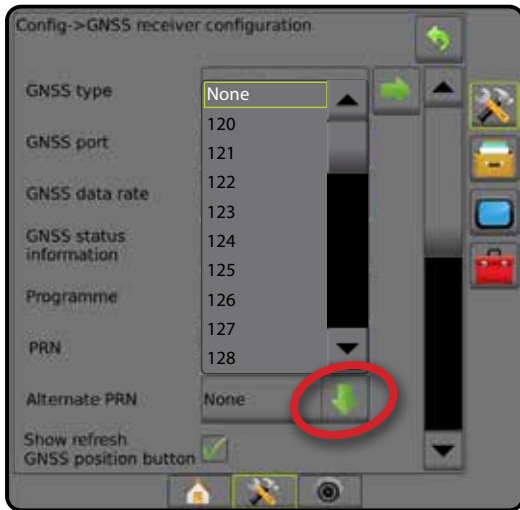 Config->GNSS receiver configuration
GNSS type
None
120
GNSS port
121
122
GNSS data rate
123
GNSS status
information
124
125
Programme
126
127
PRN
128
Alternate PRN
None
Show refresh
GNSS position button